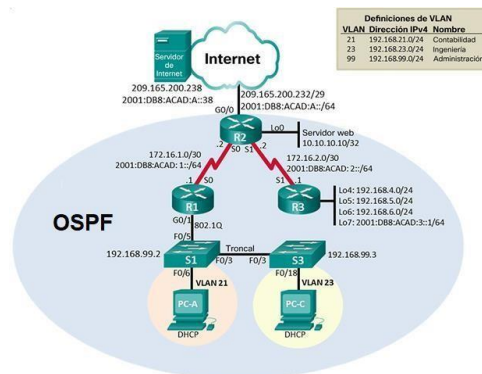 Definiciones de VLAN
VLAN Dirección IPv4 Nombre
21 192.168.21.0/24 Contabilidad
23 192.168.23.0/24 Ingeniería
99 192.168.99.0/24 Administración
Servidor de Internet
Internet
209.165.200.238
2001:DB8:ACAD:A::38
209.165.200.232/29
2001:DB8:ACAD:A::/64
G0/0
R2
Lo0
Servidor web
10.10.10.10/32
.2
S0
S1
.2
172.16.1.0/30
2001:DB8:ACAD: 1::/64
172.16.2.0/30
2001:DB8:ACAD: 2::/64
.1
S0
S1
.1
R1
R3
Lo4: 192.168.4.0/24
Lo5: 192.168.5.0/24
Lo6: 192.168.6.0/24
Lo7: 2001:DB8:ACAD:3::1/64
OSPF
G0/1
802.1Q
F0/5
192.168.99.2
S1
Troncal
F0/3
F0/3
S3
192.168.99.3
F0/6
VLAN 21
F0/18
VLAN 23
PC-A
DHCP
PC-C
DHCP